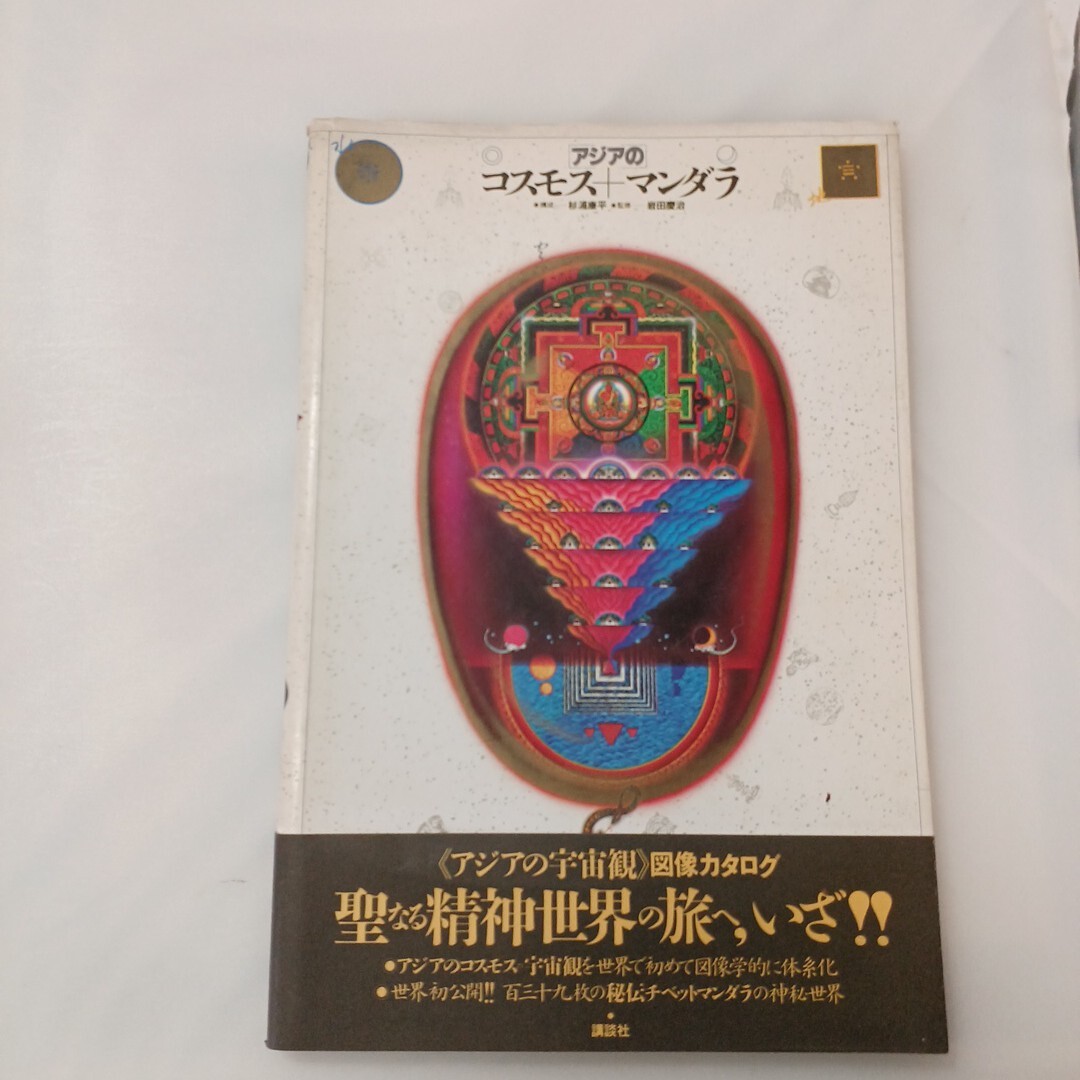 アジアの
コスモス+マンダラ
●構成 杉浦康平 ●監修 岩田慶治
《アジアの宇宙観》図像カタログ
聖なる精神世界の旅へ,いざ!!
●アジアのコスモス=宇宙観を世界で初めて図像学的に体系化
●世界初公開!! 百三十九枚の秘伝チベットマンダラの神秘世界
講談社